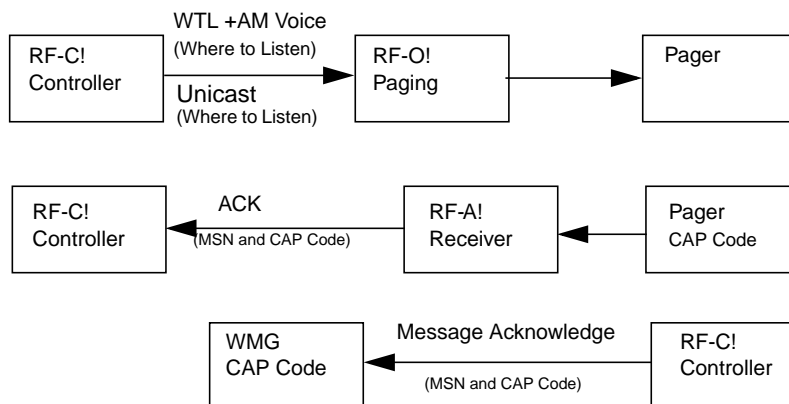 WTL +AM Voice
(Where to Listen)
RF-C!
Controller
Unicast
(Where to Listen)
RF-O!
Paging
Pager
RF-C!
Controller
ACK
(MSN and CAP Code)
RF-A!
Receiver
Pager
CAP Code
WMG
CAP Code
Message Acknowledge
(MSN and CAP Code)
RF-C!
Controller